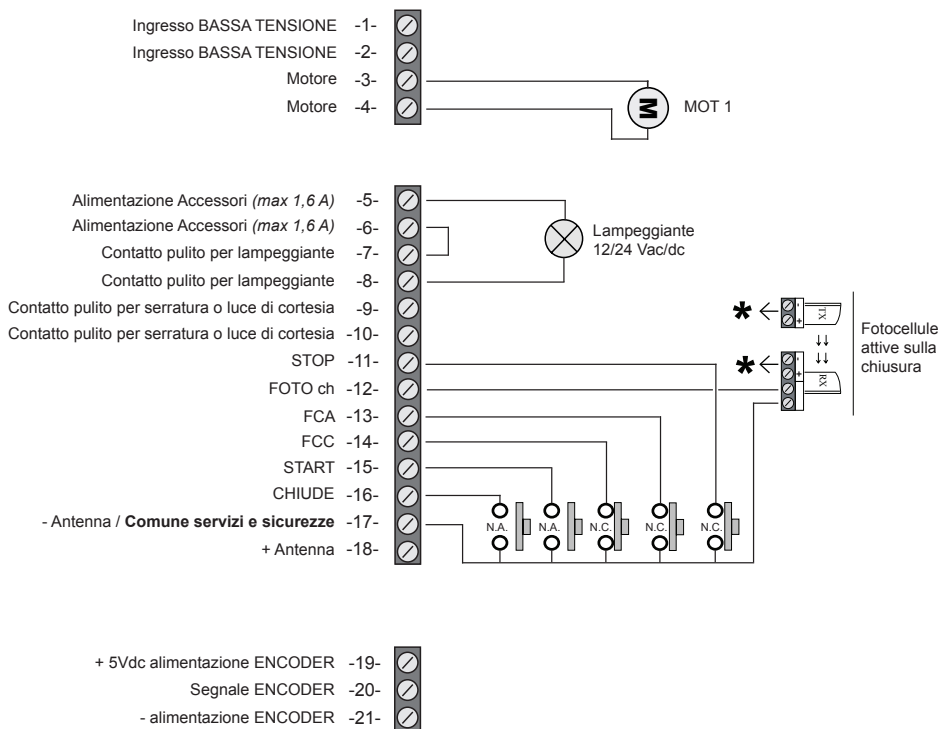 Ingresso BASSA TENSIONE -1-
Ingresso BASSA TENSIONE -2-
Motore -3-
Motore -4-
M
MOT 1
Alimentazione Accessori (max 1,6 A) -5-
Alimentazione Accessori (max 1,6 A) -6-
Contatto pulito per lampeggiante -7-
Contatto pulito per lampeggiante -8-
Contatto pulito per serratura o luce di cortesia -9-
Contatto pulito per serratura o luce di cortesia -10-
STOP -11-
FOTO ch -12-
FCA -13-
FCC -14-
START -15-
CHIUDE -16-
- Antenna / Comune servizi e sicurezze -17-
+ Antenna -18-
Lampeggiante
12/24 Vac/dc
* - + TX
* - + RX
Fotocellule
attive sulla
chiusura
N.A. N.A. N.C. N.C. N.C.
+ 5Vdc alimentazione ENCODER -19-
Segnale ENCODER -20-
- alimentazione ENCODER -21-